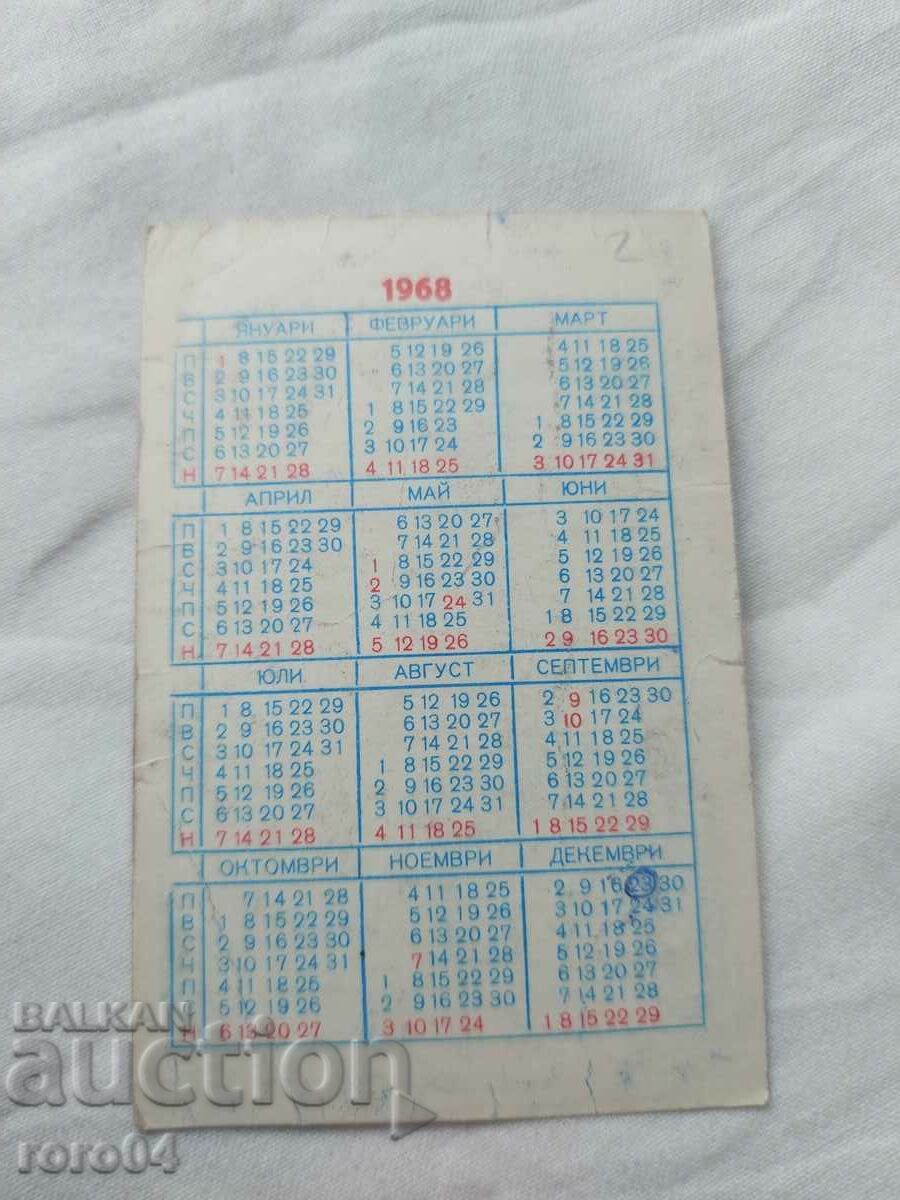 2
1968
ЯНУАРИ ФЕВРУАРИ МАРТ
П 1 8 15 22 29 5 12 19 26 4 11 18 25
В 2 9 16 23 30 6 13 20 27 5 12 19 26
С 3 10 17 24 31 7 14 21 28 6 13 20 27
Ч 4 11 18 25 1 8 15 22 29 7 14 21 28
П 5 12 19 26 2 9 16 23 1 8 15 22 29
С 6 13 20 27 3 10 17 24 2 9 16 23 30
Н 7 14 21 28 4 11 18 25 3 10 17 24 31
АПРИЛ МАЙ ЮНИ
П 1 8 15 22 29 6 13 20 27 3 10 17 24
В 2 9 16 23 30 7 14 21 28 4 11 18 25
С 3 10 17 24 1 8 15 22 29 5 12 19 26
Ч 4 11 18 25 2 9 16 23 30 6 13 20 27
П 5 12 19 26 3 10 17 24 31 7 14 21 28
С 6 13 20 27 4 11 18 25 1 8 15 22 29
Н 7 14 21 28 5 12 19 26 2 9 16 23 30
ЮЛИ АВГУСТ СЕПТЕМВРИ
П 1 8 15 22 29 5 12 19 26 2 9 16 23 30
В 2 9 16 23 30 6 13 20 27 3 10 17 24
С 3 10 17 24 31 7 14 21 28 4 11 18 25
Ч 4 11 18 25 1 8 15 22 29 5 12 19 26
П 5 12 19 26 2 9 16 23 30 6 13 20 27
С 6 13 20 27 3 10 17 24 31 7 14 21 28
Н 7 14 21 28 4 11 18 25 1 8 15 22 29
ОКТОМВРИ НОЕМВРИ ДЕКЕМВРИ
П 7 14 21 28 4 11 18 25 2 9 16 23 30
В 1 8 15 22 29 5 12 19 26 3 10 17 24 31
С 2 9 16 23 30 6 13 20 27 4 11 18 25
Ч 3 10 17 24 31 7 14 21 28 5 12 19 26
П 4 11 18 25 1 8 15 22 29 6 13 20 27
С 5 12 19 26 2 9 16 23 30 7 14 21 28
Н 6 13 20 27 3 10 17 24 1 8 15 22 29
BALKAN
auction
roro04